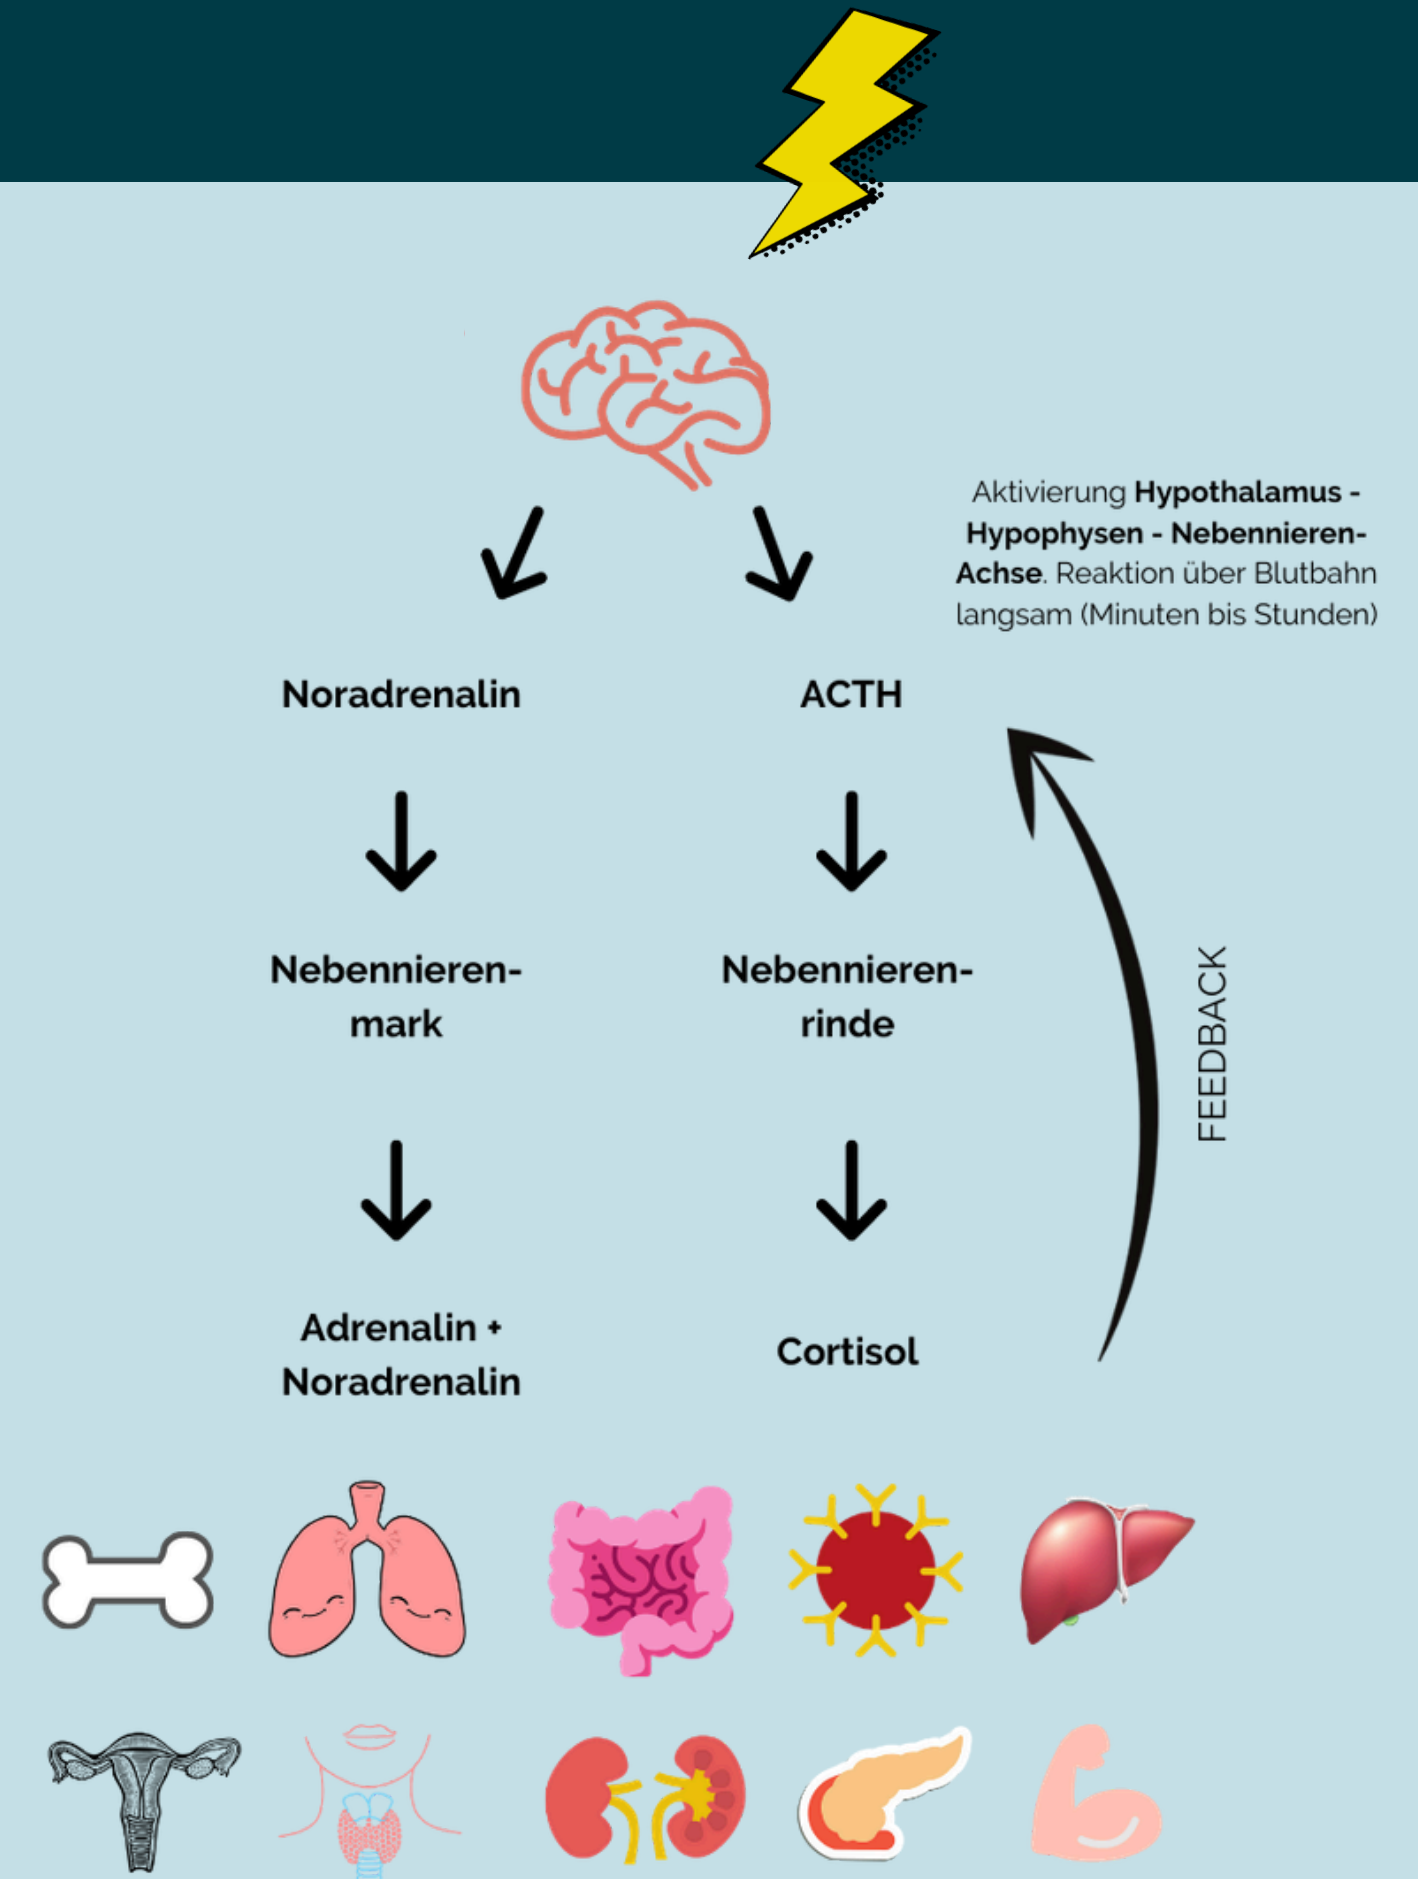 Aktivierung Hypothalamus -
Hypophysen - Nebennieren-
Achse. Reaktion über Blutbahn
langsam (Minuten bis Stunden)
Noradrenalin
ACTH
Nebennieren-
mark
Nebennieren-
rinde
FEEDBACK
Adrenalin +
Noradrenalin
Cortisol